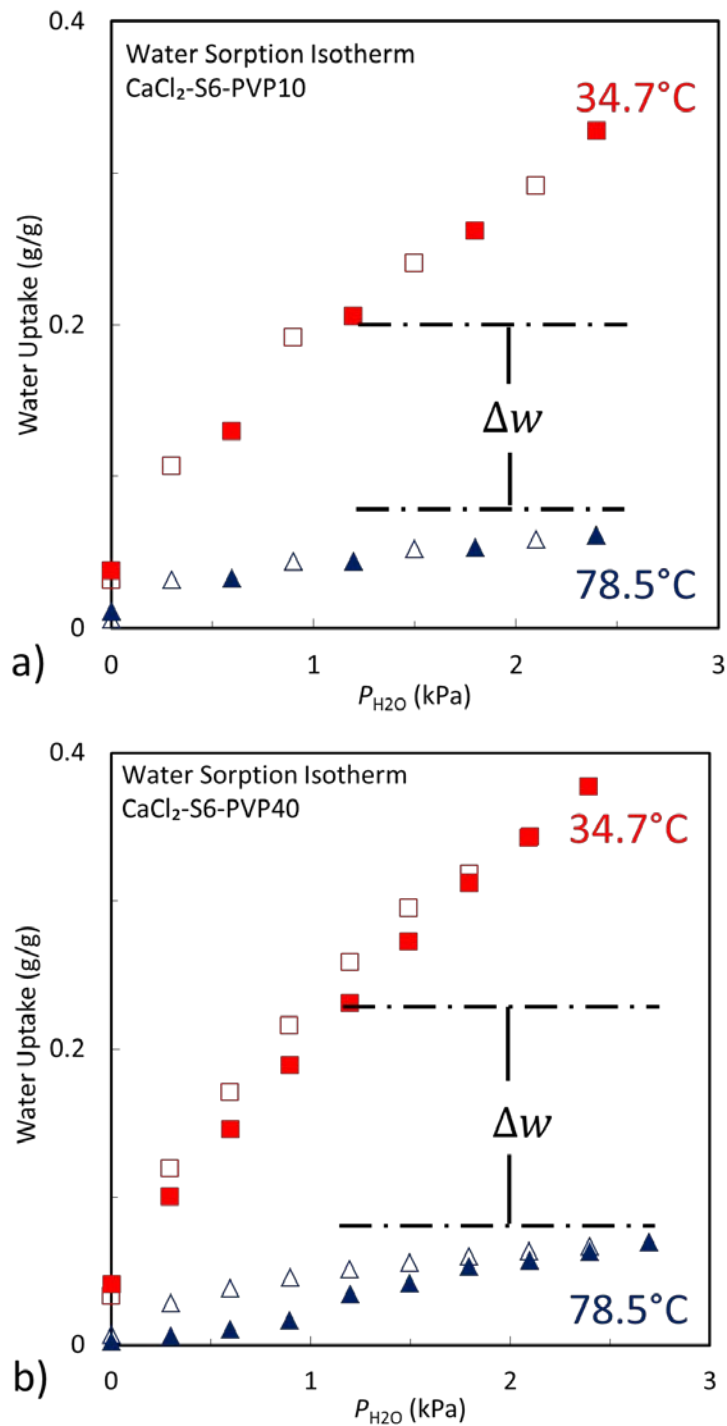 0.4
Water Sorption Isotherm
CaCl₂-S6-PVP10
34.7°C
Water Uptake (g/g)
0.2
Δw
78.5°C
0
a)
0
1
2
3
P_H2O (kPa)
0.4
Water Sorption Isotherm
CaCl₂-S6-PVP40
34.7°C
Water Uptake (g/g)
0.2
Δw
78.5°C
0
b)
0
1
2
3
P_H2O (kPa)